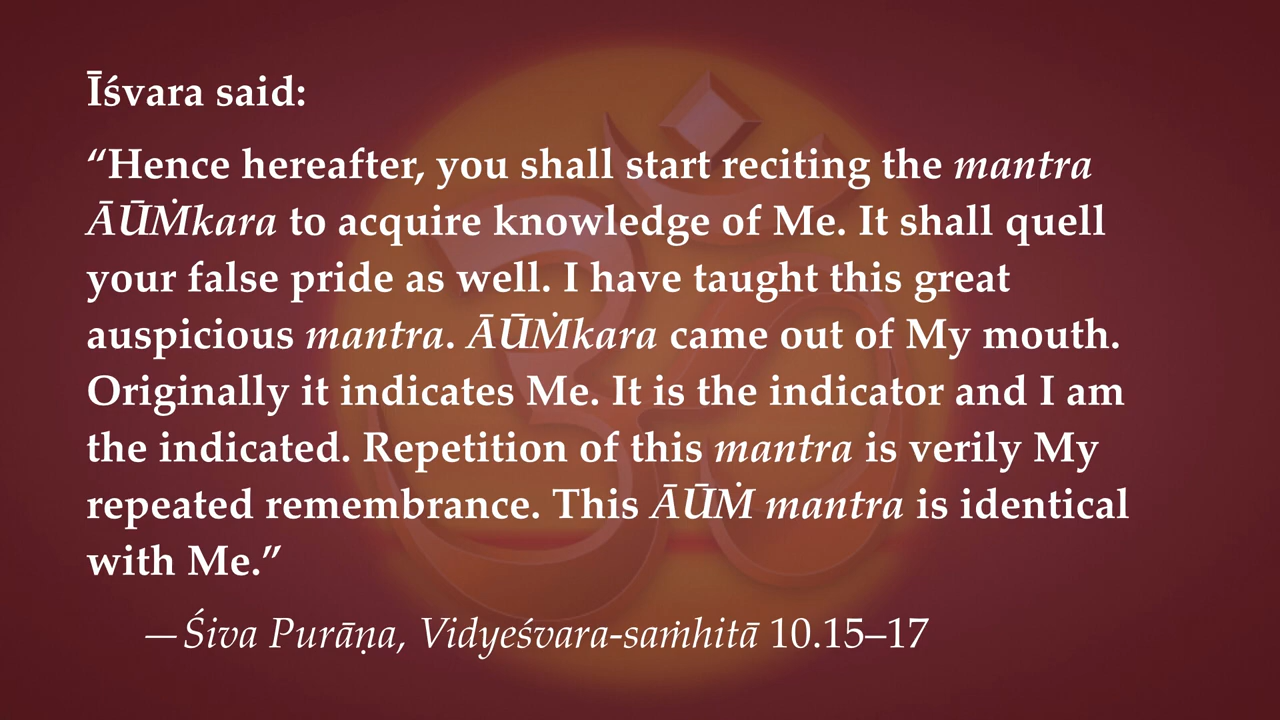 Īśvara said:
“Hence hereafter, you shall start reciting the mantra
ĀŪṀkara to acquire knowledge of Me. It shall quell
your false pride as well. I have taught this great
auspicious mantra. ĀŪṀkara came out of My mouth.
Originally it indicates Me. It is the indicator and I am
the indicated. Repetition of this mantra is verily My
repeated remembrance. This ĀŪṀ mantra is identical
with Me.”
—Śiva Purāṇa, Vidyeśvara-saṁhitā 10.15–17